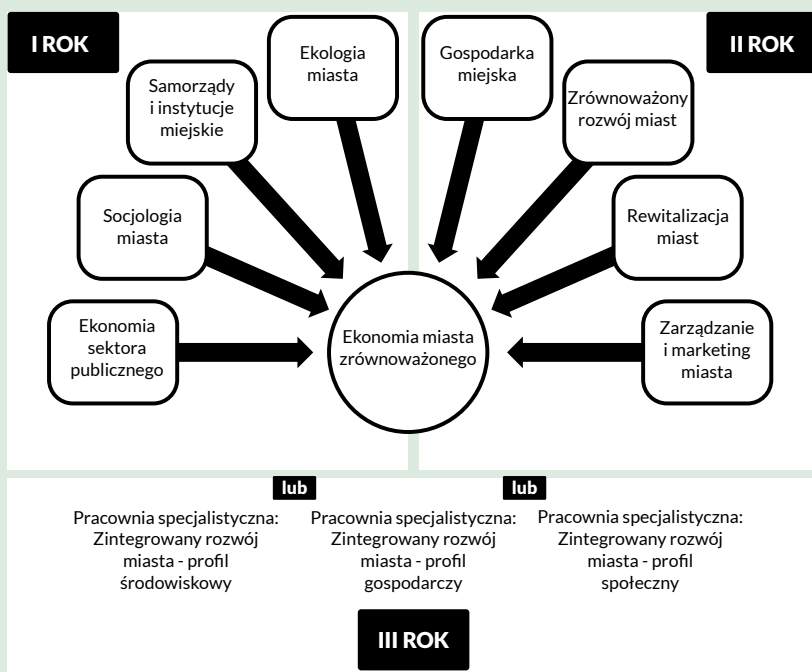 I ROK
Ekologia
miasta
Samorządy
i instytucje
miejskie
Socjologia
miasta
Ekonomia
sektora
publicznego
II ROK
Gospodarka
miejska
Zrównoważony
rozwój miast
Rewitalizacja
miast
Zarządzanie
i marketing
miasta
Ekonomia miasta
zrównoważonego
Pracownia specjalistyczna:
Zintegrowany rozwój
miasta - profil
środowiskowy
lub
Pracownia specjalistyczna:
Zintegrowany rozwój
miasta - profil
gospodarczy
lub
Pracownia specjalistyczna:
Zintegrowany rozwój
miasta - profil
społeczny
III ROK